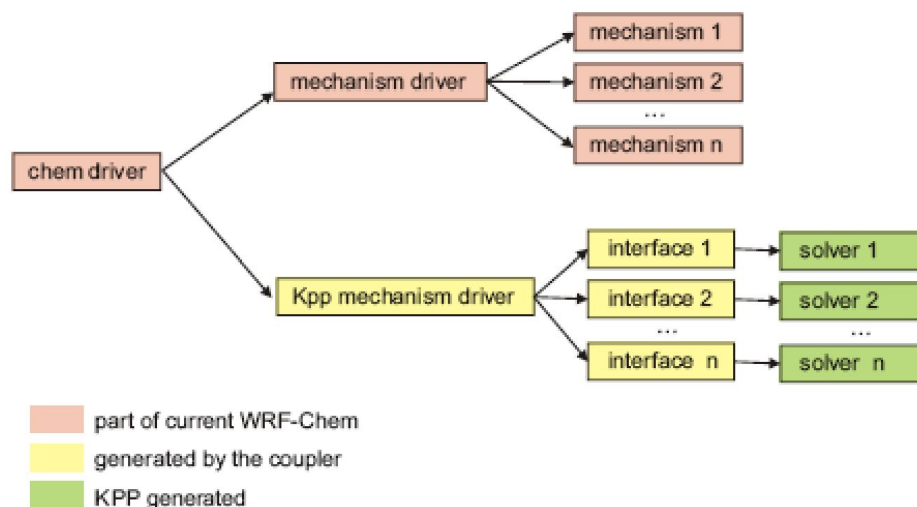 mechanism 1
mechanism driver
mechanism 2
...
mechanism n
chem driver
interface 1
solver 1
Kpp mechanism driver
interface 2
solver 2
...
...
interface n
solver n
part of current WRF-Chem
generated by the coupler
KPP generated